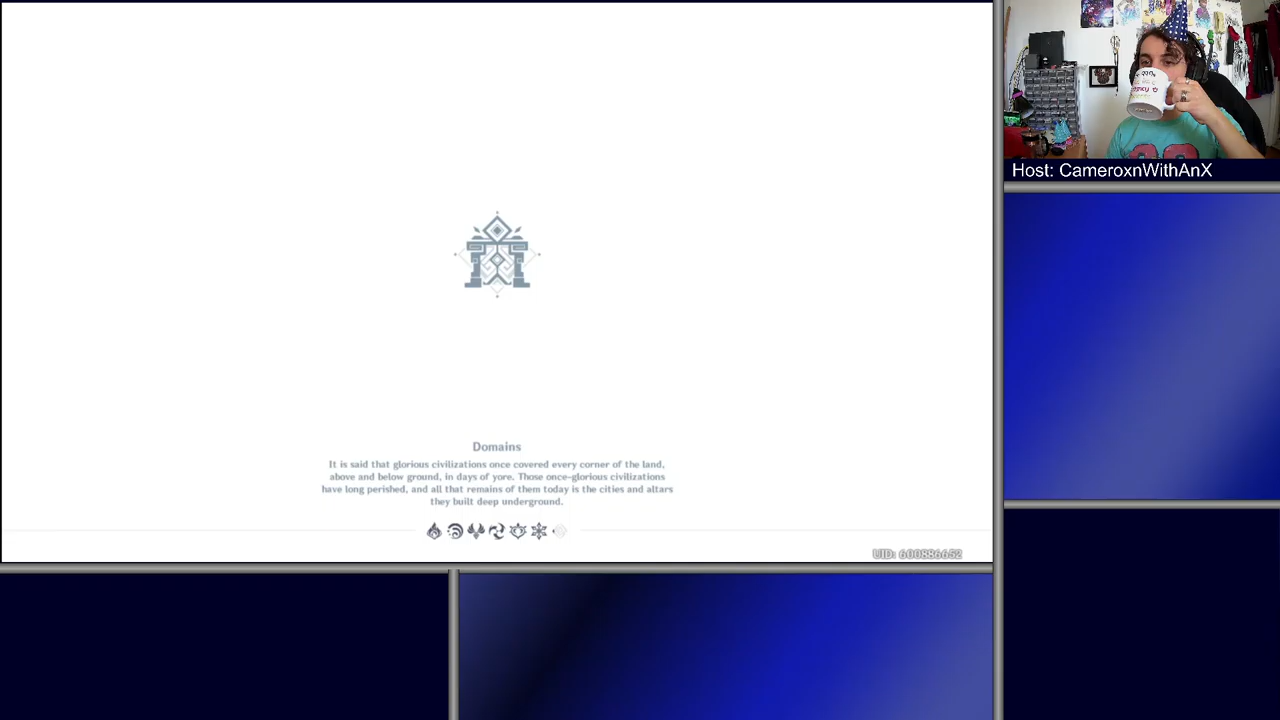 Host: CameroxnWithAnX
Domains
It is said that glorious civilizations once covered every corner of the land,
above and below ground, in days of yore. Those once-glorious civilizations
have long perished, and all that remains of them today is the cities and altars
they built deep underground.
UID: 600886652